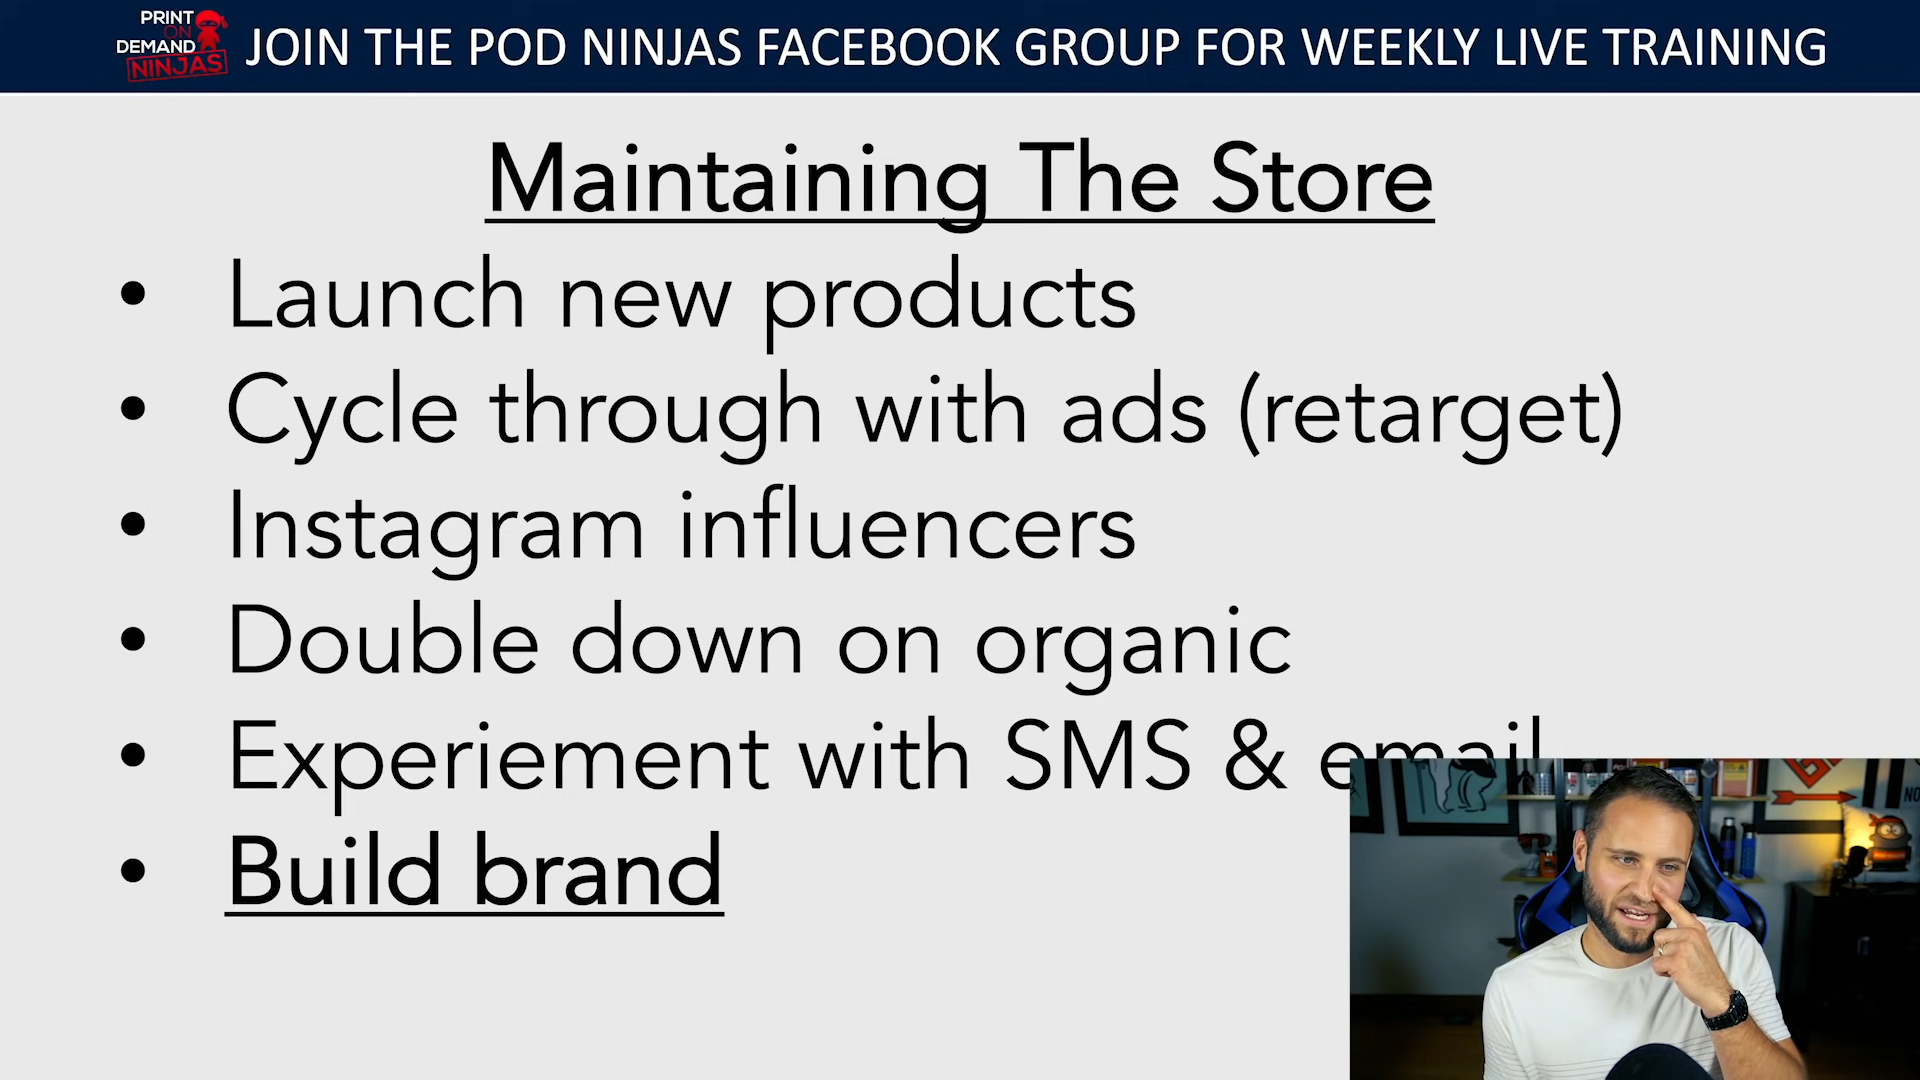 PRINT
ON
DEMAND
NINJAS
JOIN THE POD NINJAS FACEBOOK GROUP FOR WEEKLY LIVE TRAINING
Maintaining The Store
• Launch new products
• Cycle through with ads (retarget)
• Instagram influencers
• Double down on organic
• Experiement with SMS & email
• Build brand